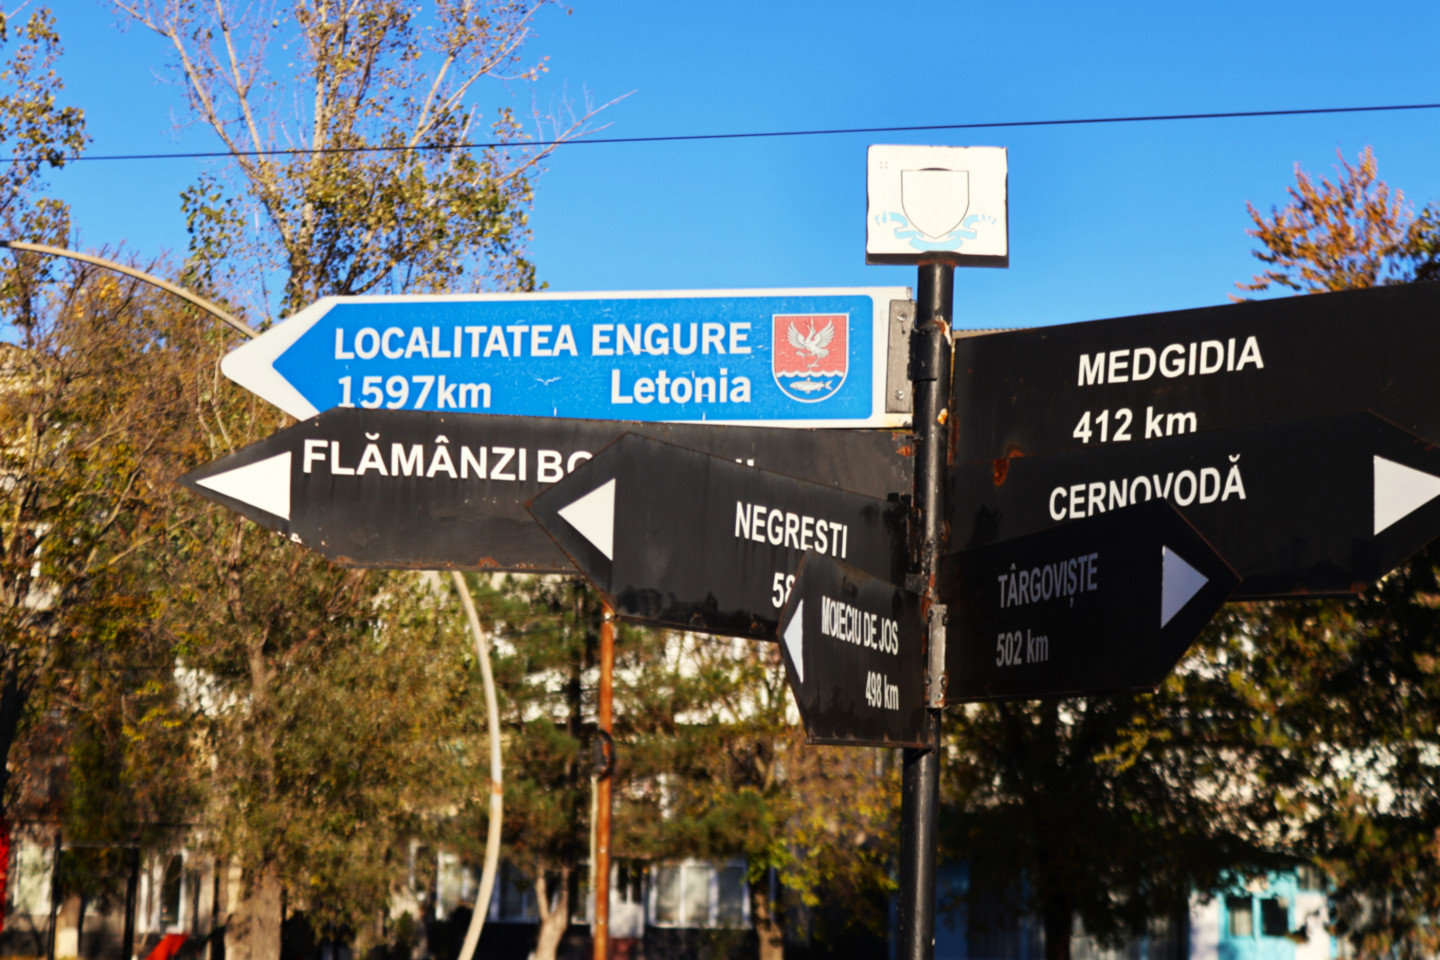 LOCALITATEA ENGURE
1597km Letonia
FLĂMÂNZI
NEGRESTI
MOIECIU DE JOS
498 km
MEDGIDIA
412 km
CERNOVODĂ
TÂRGOVIȘTE
502 km